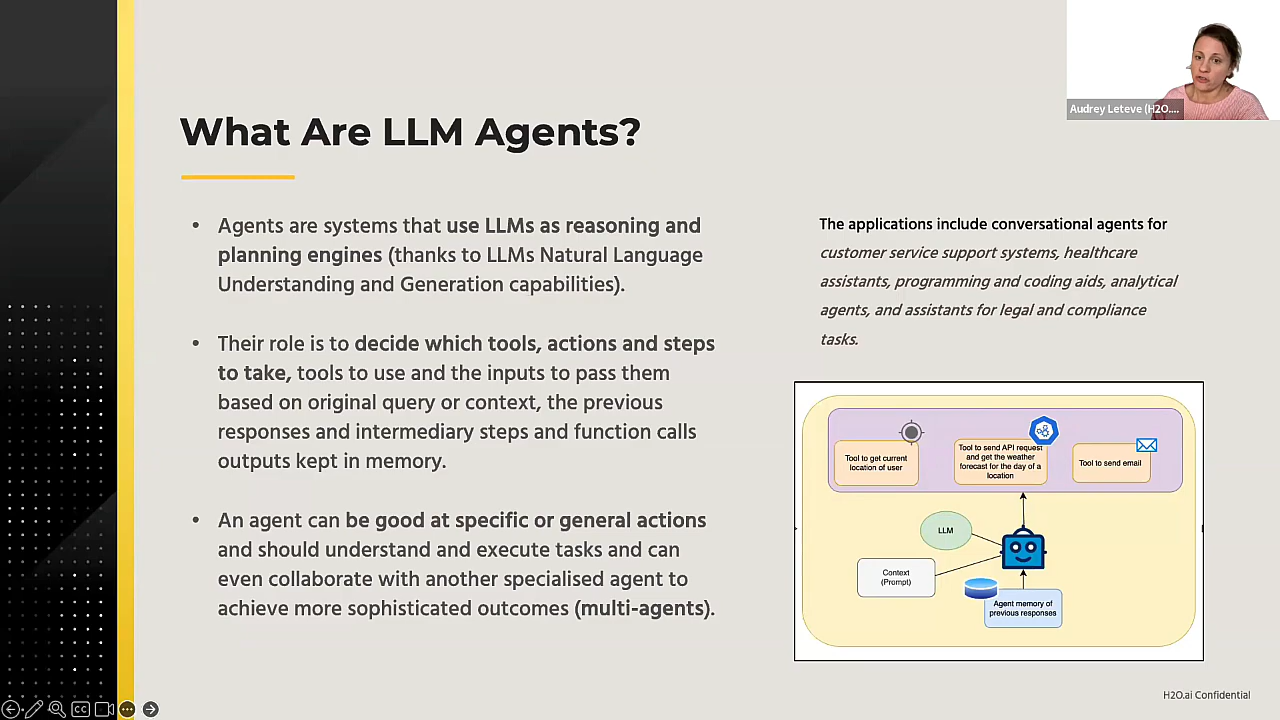 Audrey Leteve (H2O....
What Are LLM Agents?
• Agents are systems that use LLMs as reasoning and
planning engines (thanks to LLMs Natural Language
Understanding and Generation capabilities).
• Their role is to decide which tools, actions and steps
to take, tools to use and the inputs to pass them
based on original query or context, the previous
responses and intermediary steps and function calls
outputs kept in memory.
• An agent can be good at specific or general actions
and should understand and execute tasks and can
even collaborate with another specialised agent to
achieve more sophisticated outcomes (multi-agents).
The applications include conversational agents for
customer service support systems, healthcare
assistants, programming and coding aids, analytical
agents, and assistants for legal and compliance
tasks.
Tool to get current
location of user
Tool to send API request
and get the weather
forecast for the day of a
location
Tool to send email
LLM
Context
(Prompt)
Agent memory of
previous responses
H2O.ai Confidential
CC